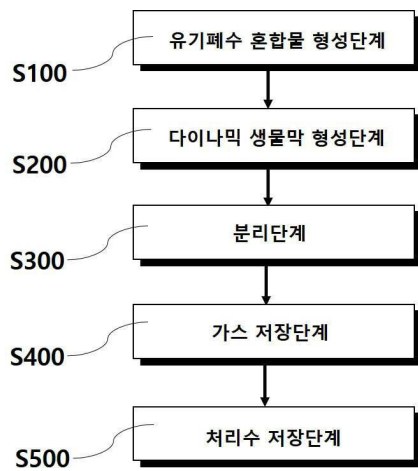 유기폐수 혼합물 형성단계
S100
다이나믹 생물막 형성단계
S200
분리단계
S300
가스 저장단계
S400
처리수 저장단계
S500